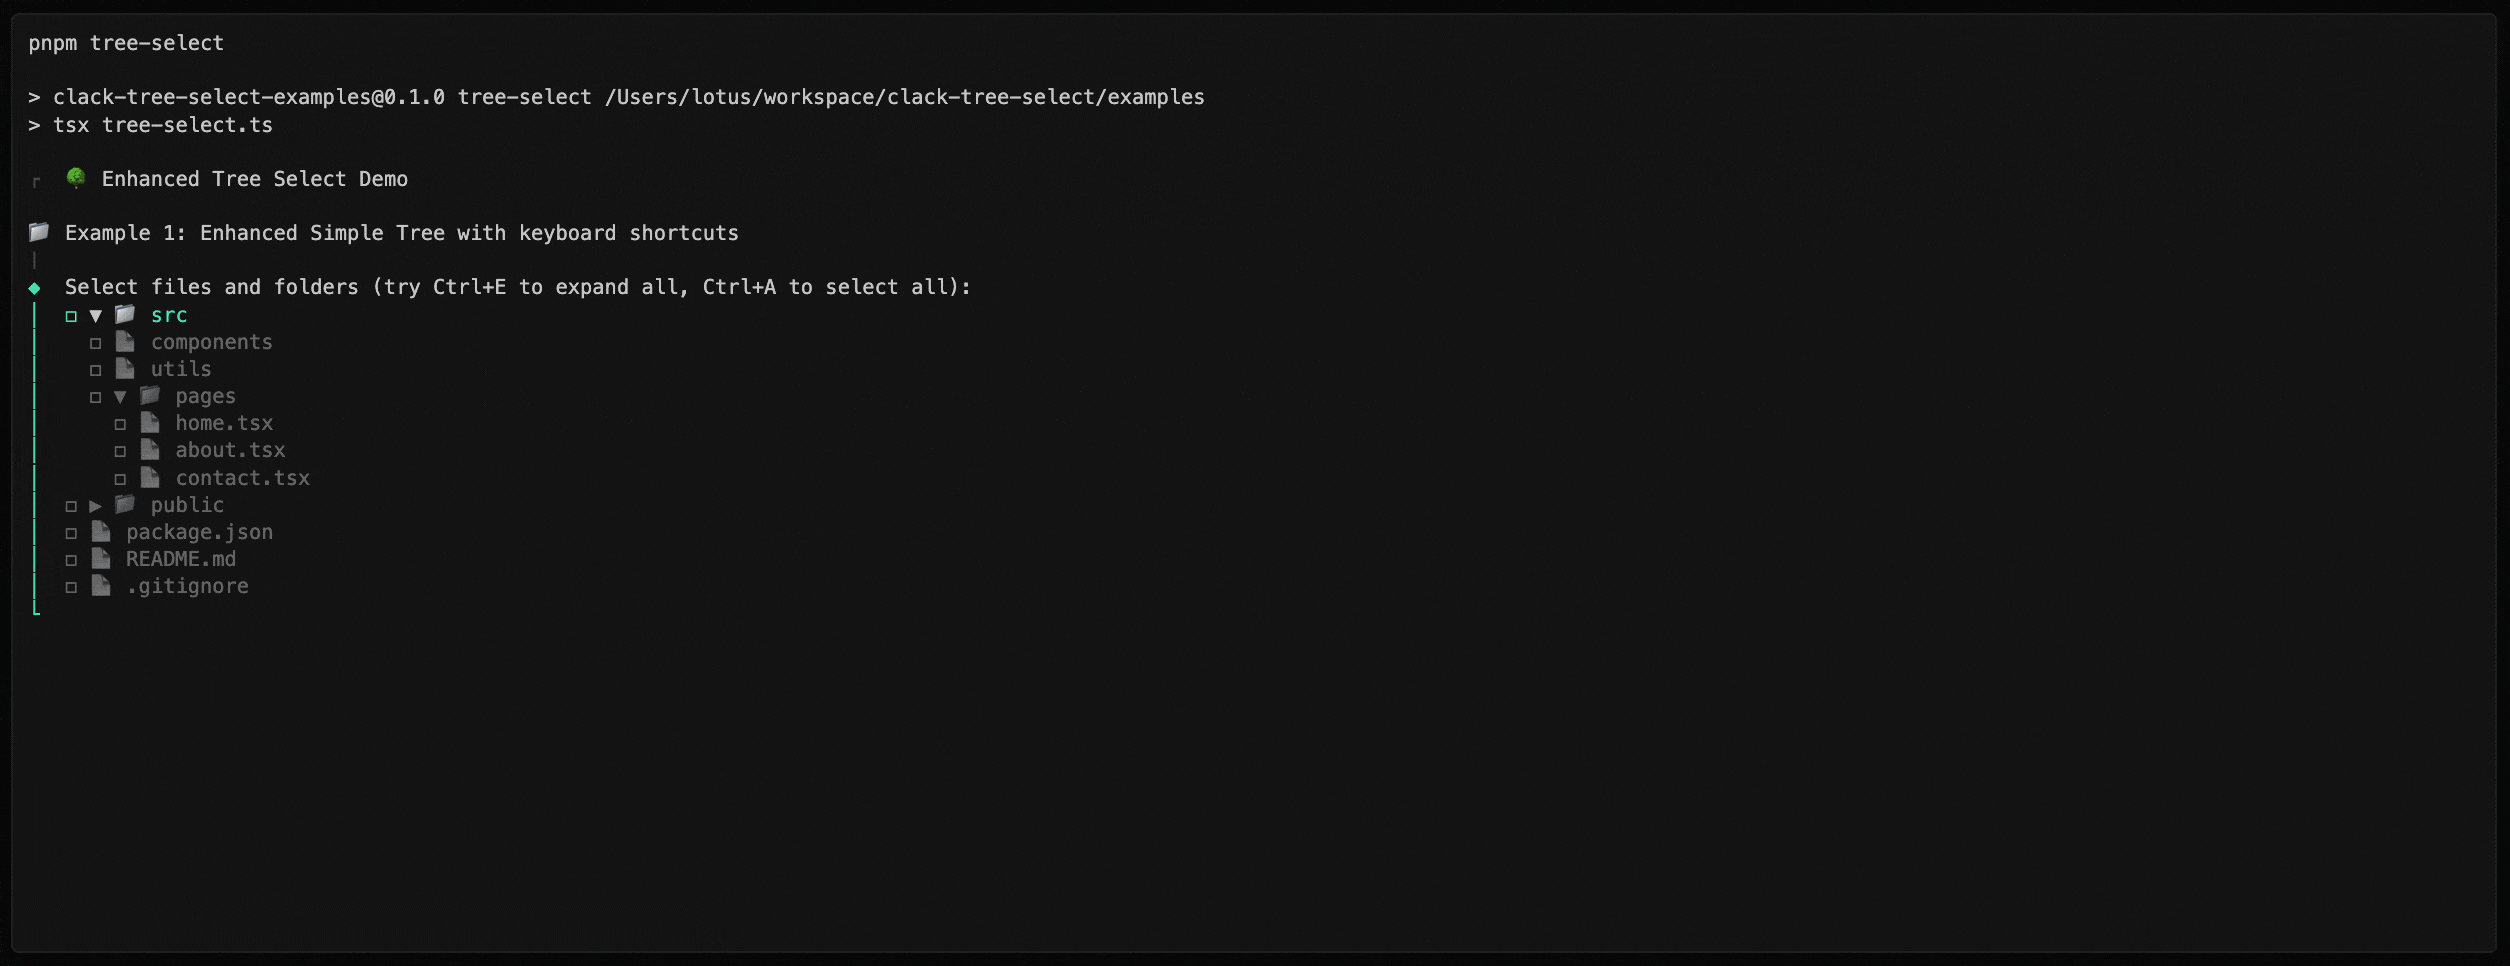 pnpm tree-select
> clack-tree-select-examples@0.1.0 tree-select /Users/lotus/workspace/clack-tree-select/examples
> tsx tree-select.ts
Enhanced Tree Select Demo
Example 1: Enhanced Simple Tree with keyboard shortcuts
Select files and folders (try Ctrl+E to expand all, Ctrl+A to select all):
src
components
utils
pages
home.tsx
about.tsx
contact.tsx
public
package.json
README.md
.gitignore